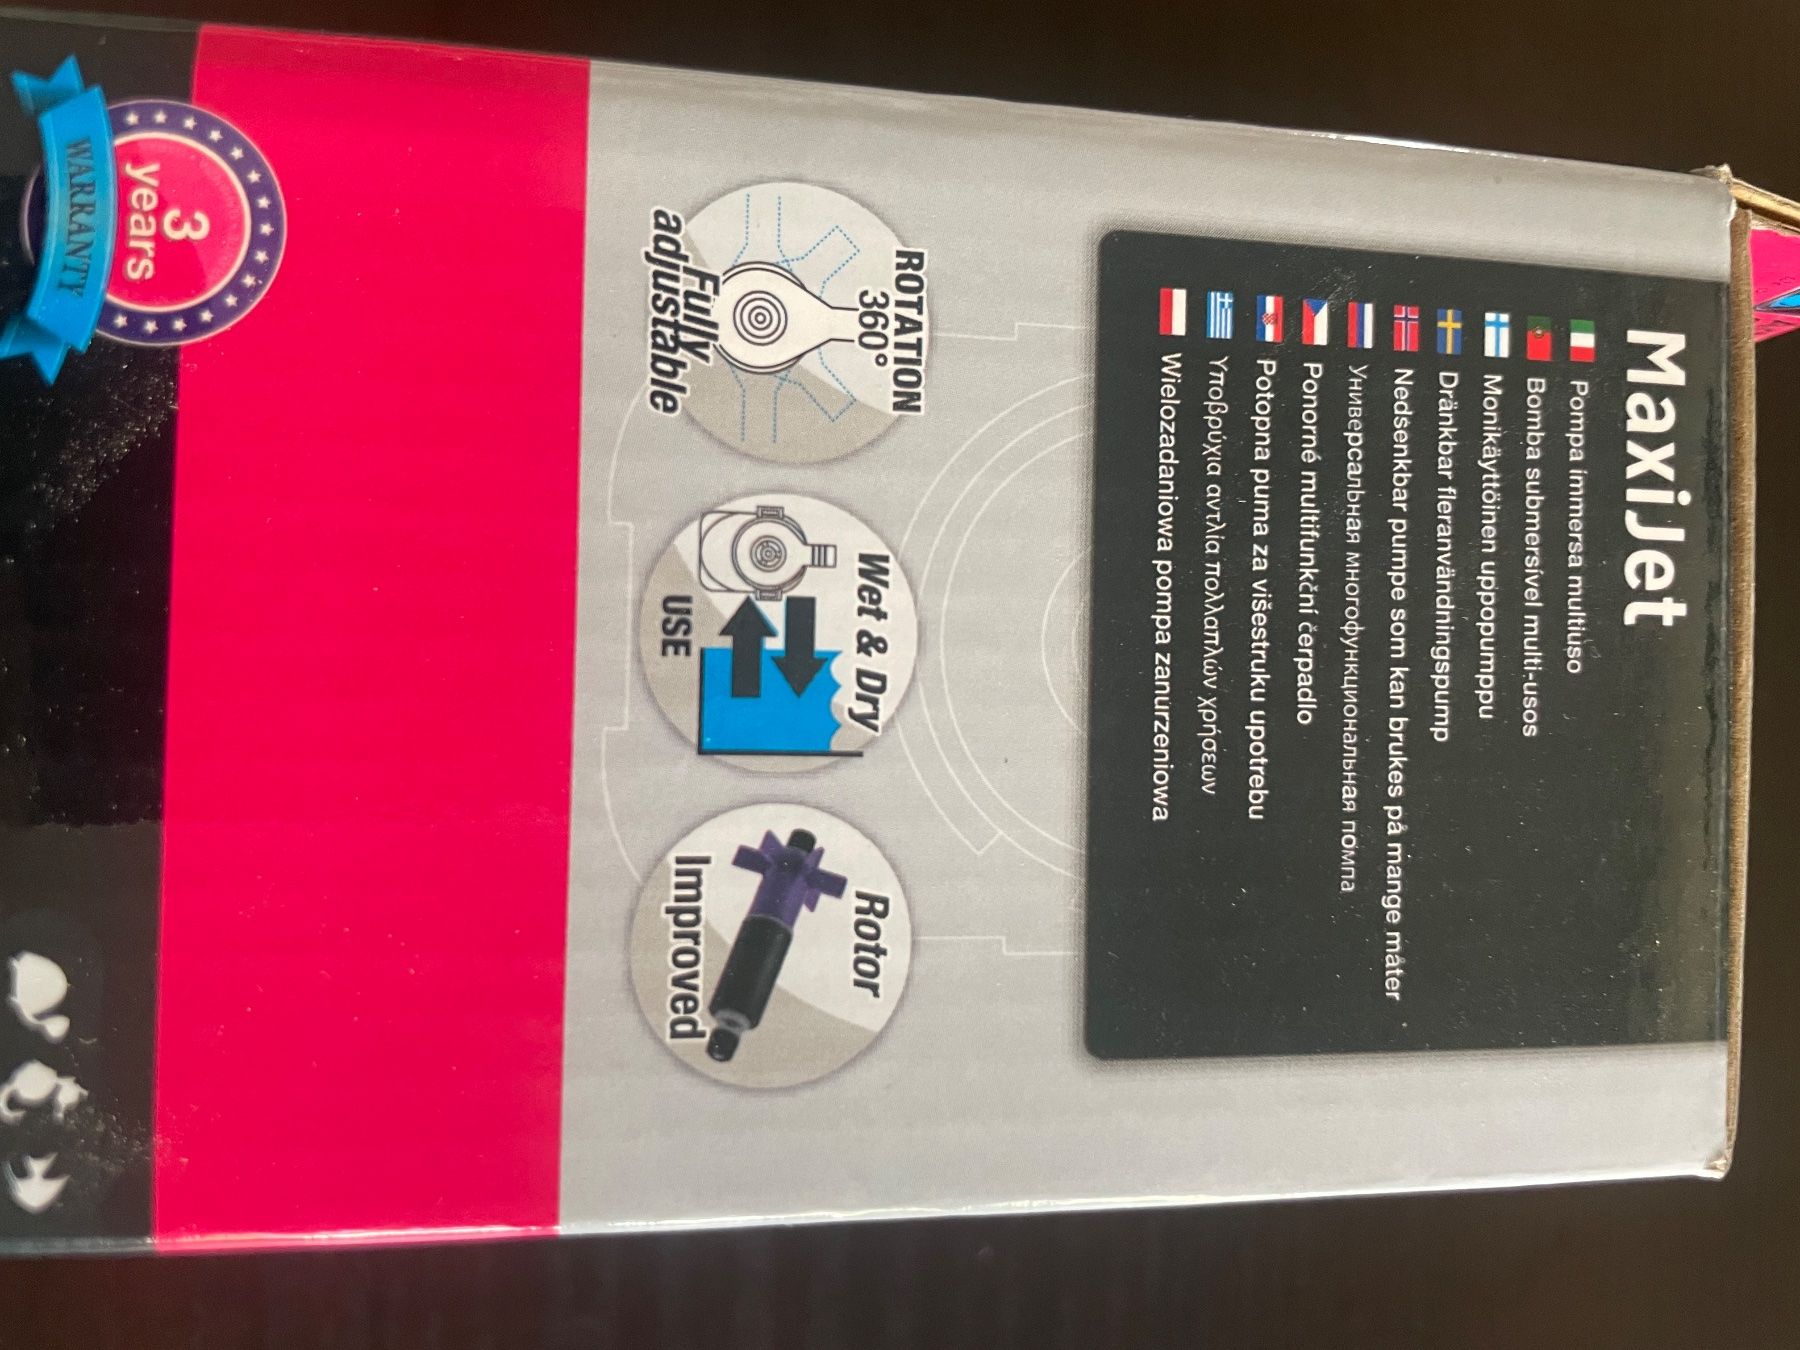 MaxiJet
Pompa immersa multiuso
Bomba submersível multi-usos
Monikäyttöinen uppopumppu
Dränkbar fleranvändningspump
Nedsenkbar pumpe som kan brukes på mange måter
Универсальная многофункциональная помпа
Ponorné multifunkční čerpadlo
Potopna puma za višestruku upotrebu
Υποβρύχια αντλία πολλαπλών χρήσεων
Wielozadaniowa pompa zanurzeniowa
ROTATION
360°
Fully
adjustable
Wet & Dry
USE
Rotor
Improved
3
years
WARRANTY